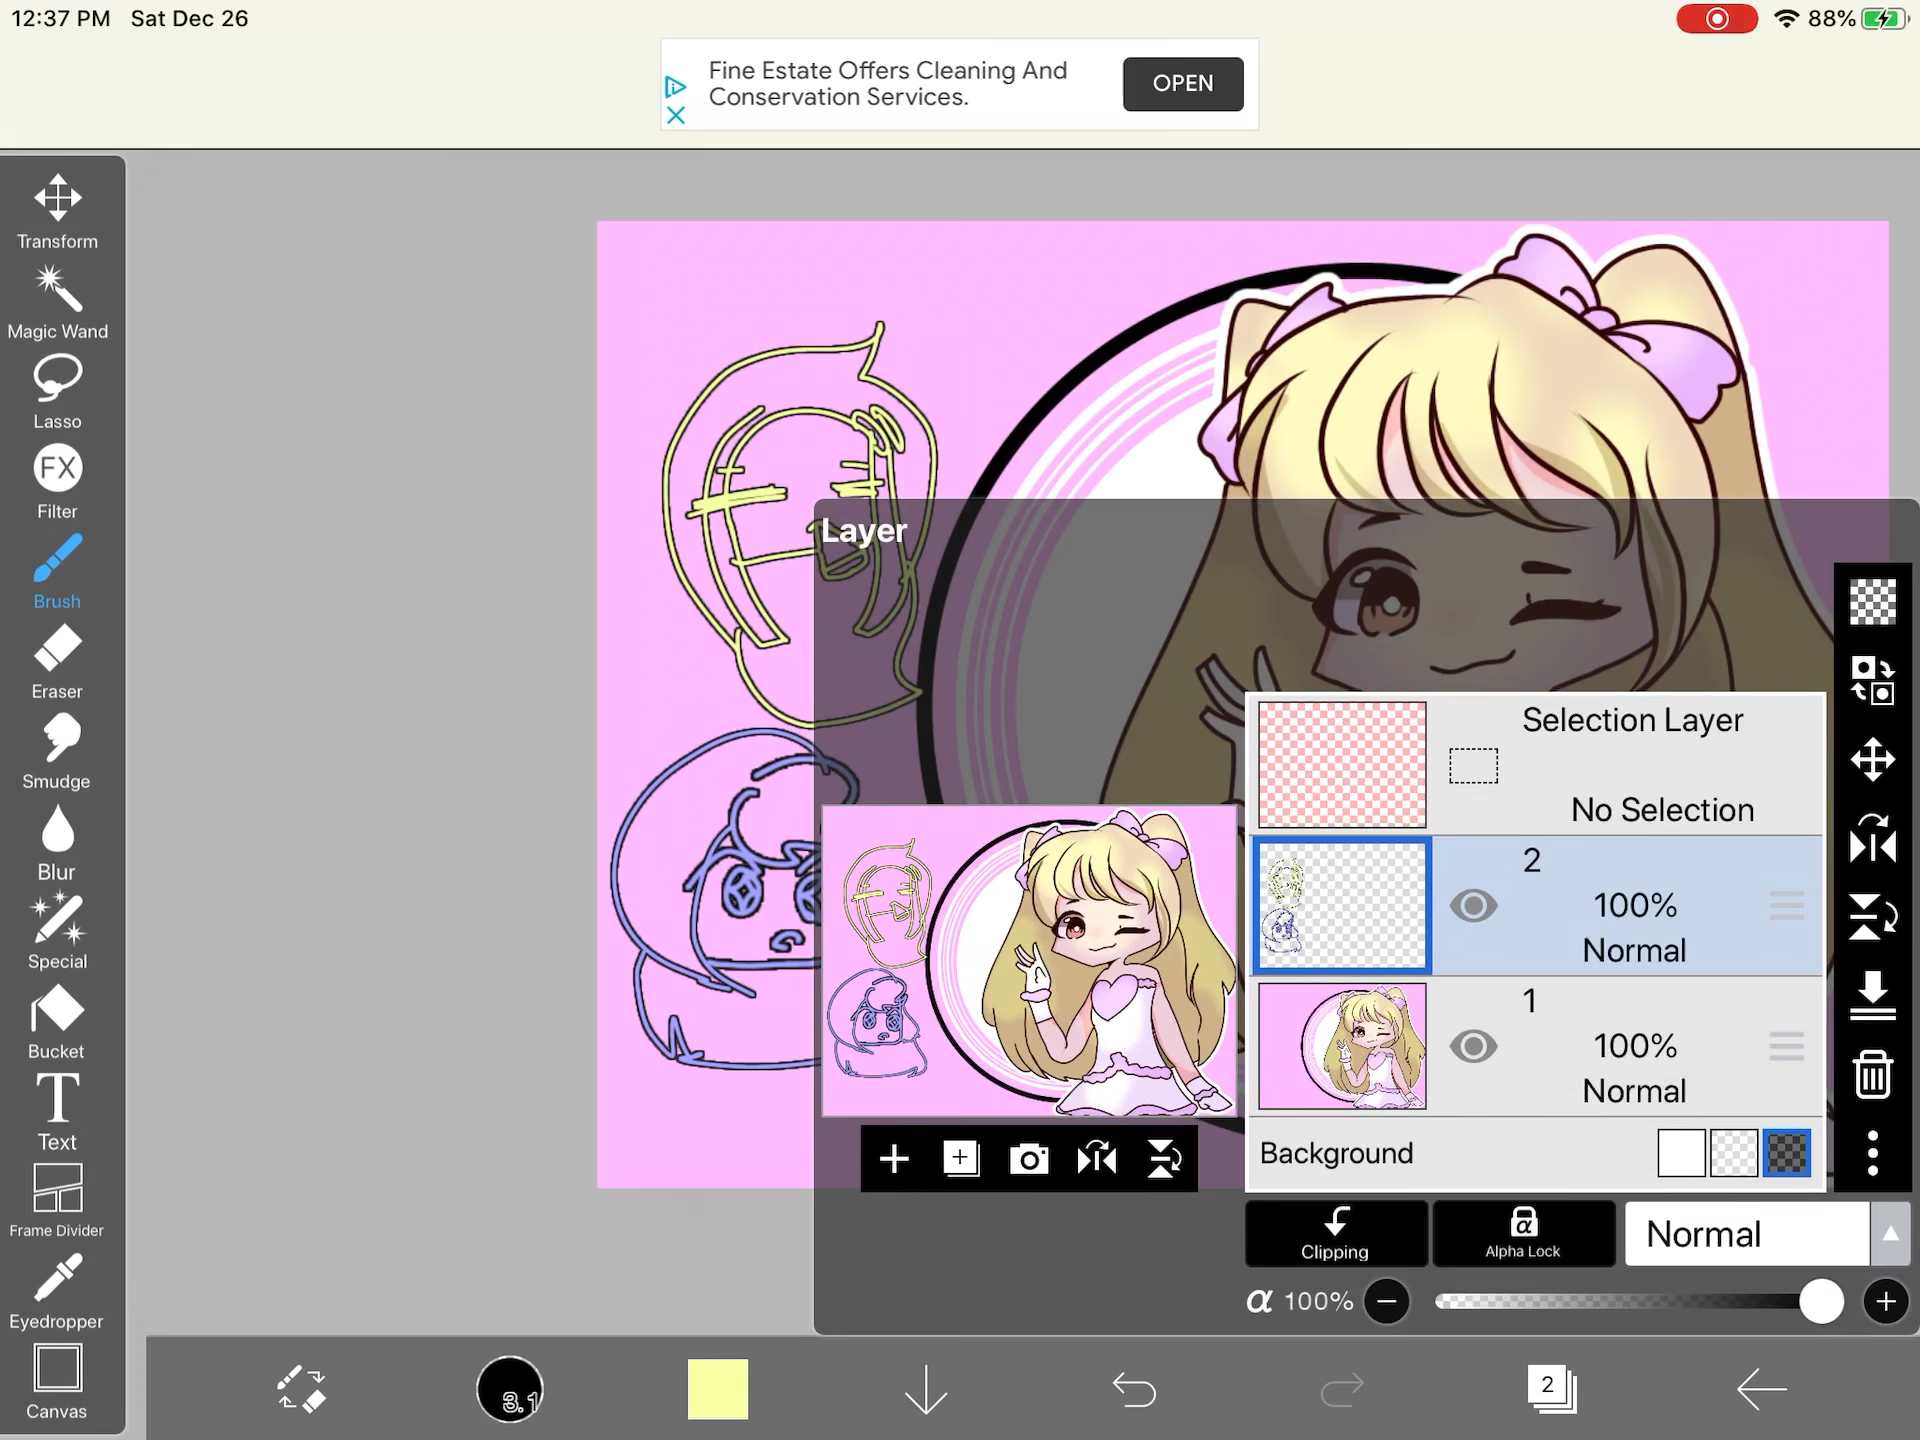 12:37 PM Sat Dec 26
88%
Fine Estate Offers Cleaning And
Conservation Services.
OPEN
Transform
Magic Wand
Lasso
FX
Filter
Brush
Eraser
Smudge
Blur
Special
Bucket
T
Text
Frame Divider
Eyedropper
Canvas
Layer
Selection Layer
No Selection
2
100%
Normal
1
100%
Normal
Background
Clipping
α
Alpha Lock
Normal
α 100%
3.1
2